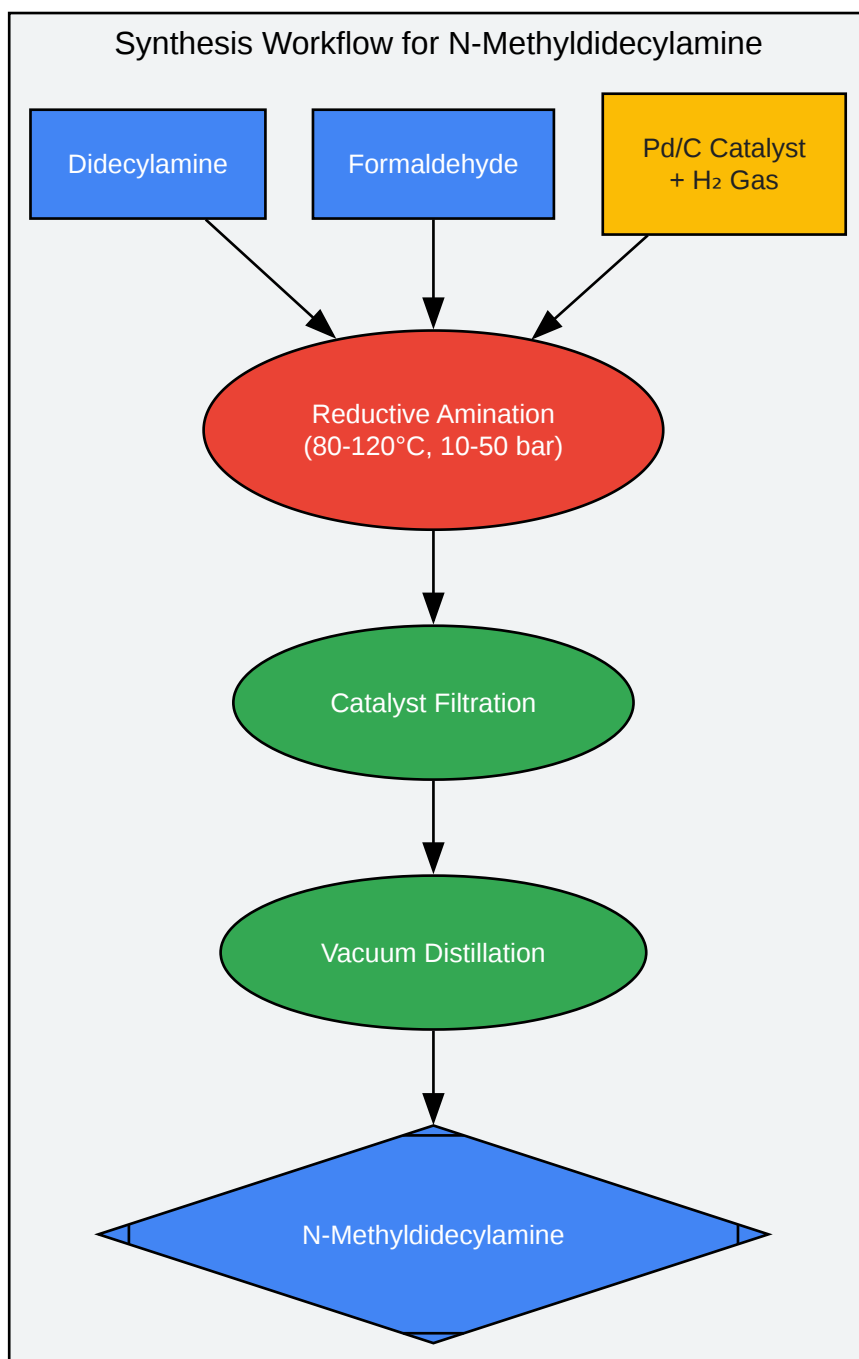 Synthesis Workflow for N-Methyldidecylamine
Didecylamine
Formaldehyde
Pd/C Catalyst
+ H₂ Gas
Reductive Amination
(80-120°C, 10-50 bar)
Catalyst Filtration
Vacuum Distillation
N-Methyldidecylamine